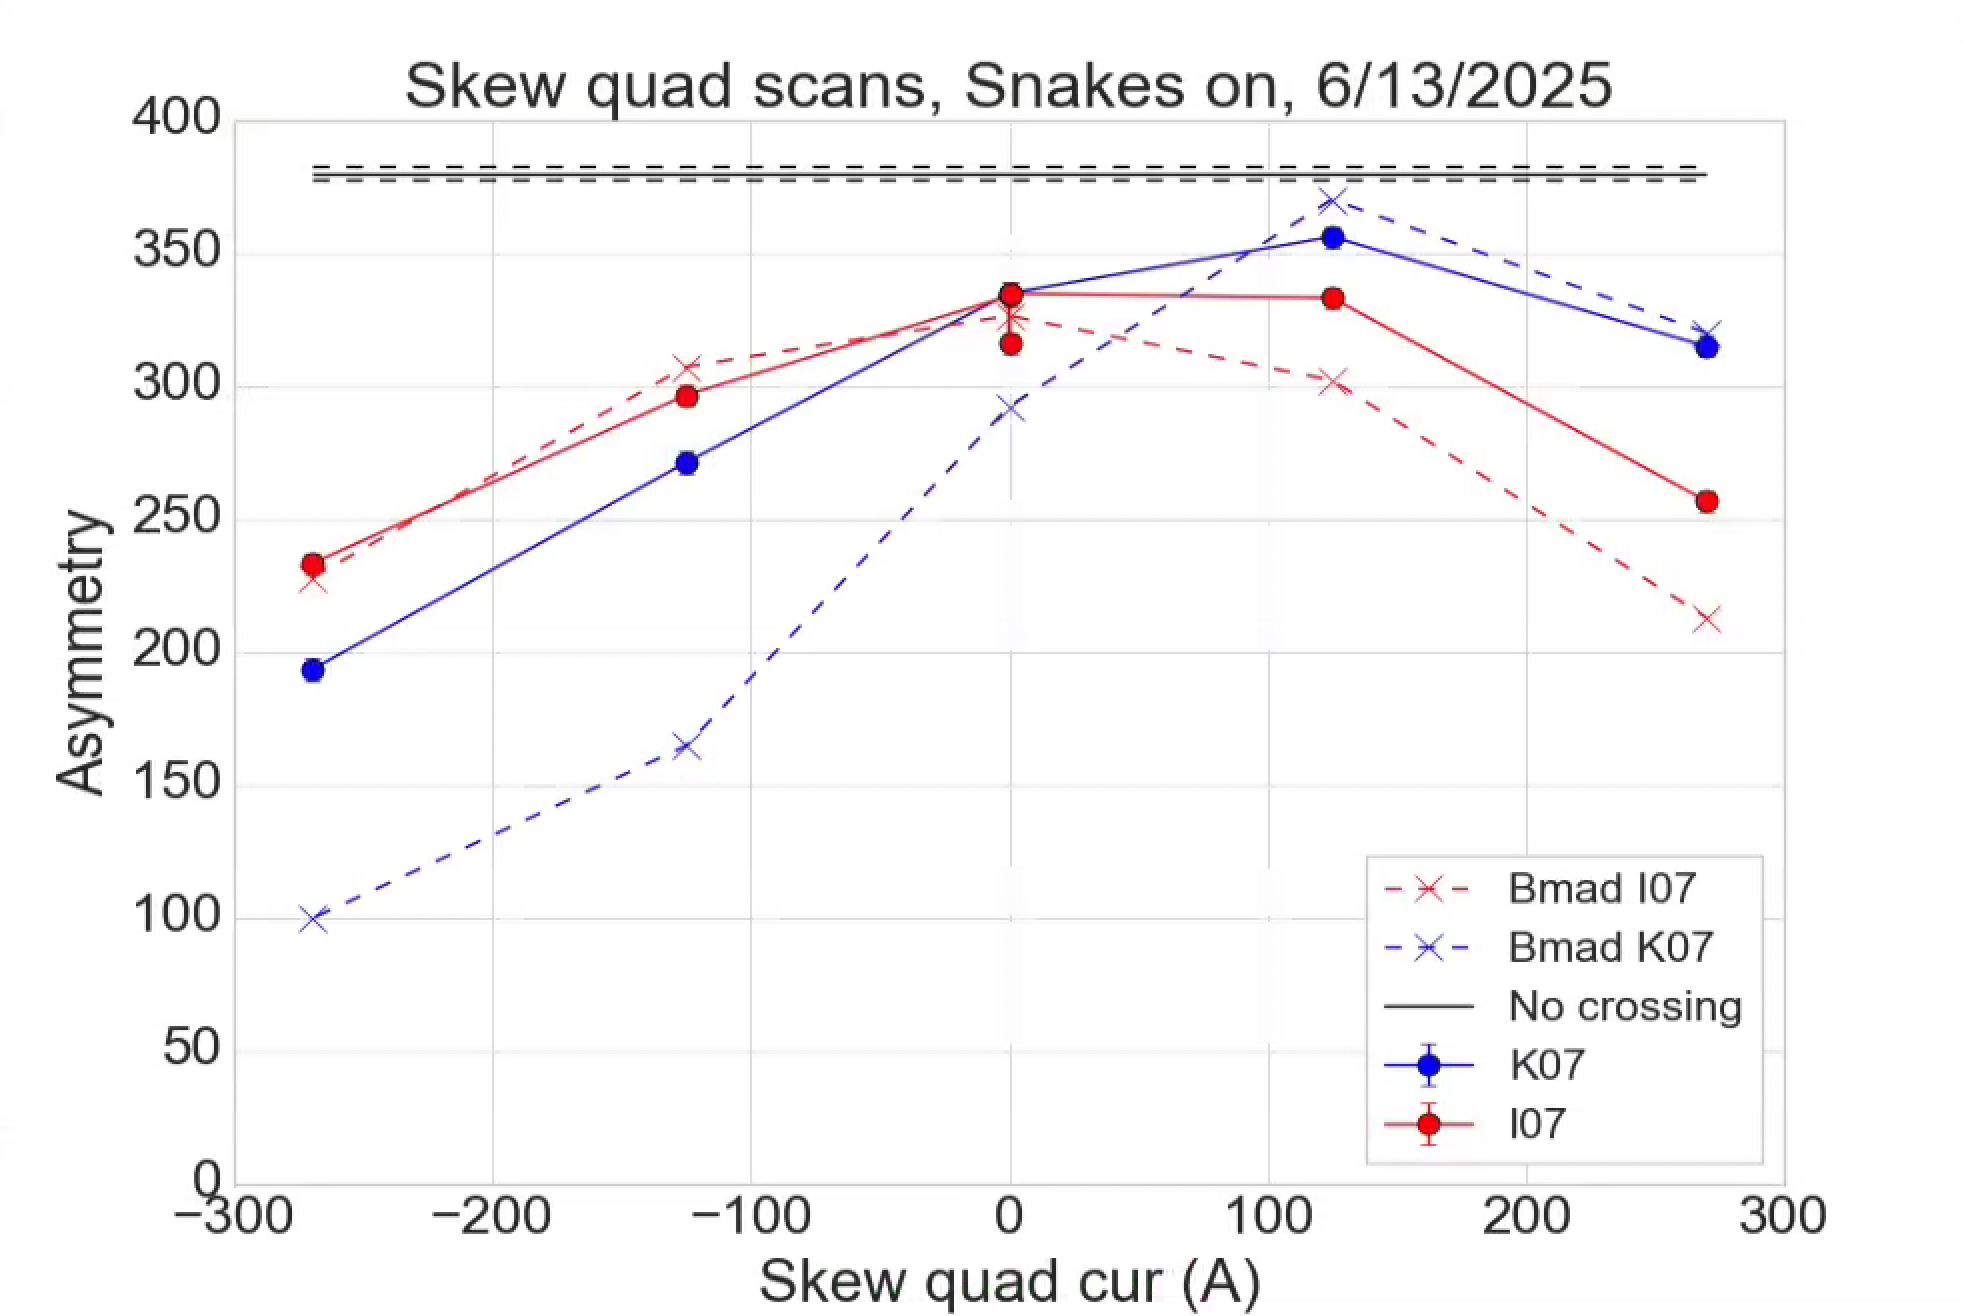 Skew quad scans, Snakes on, 6/13/2025
400
350
300
250
200
150
100
50
0
Asymmetry
−300 −200 −100 0 100 200 300
Skew quad cur (A)
Bmad I07
Bmad K07
No crossing
K07
I07